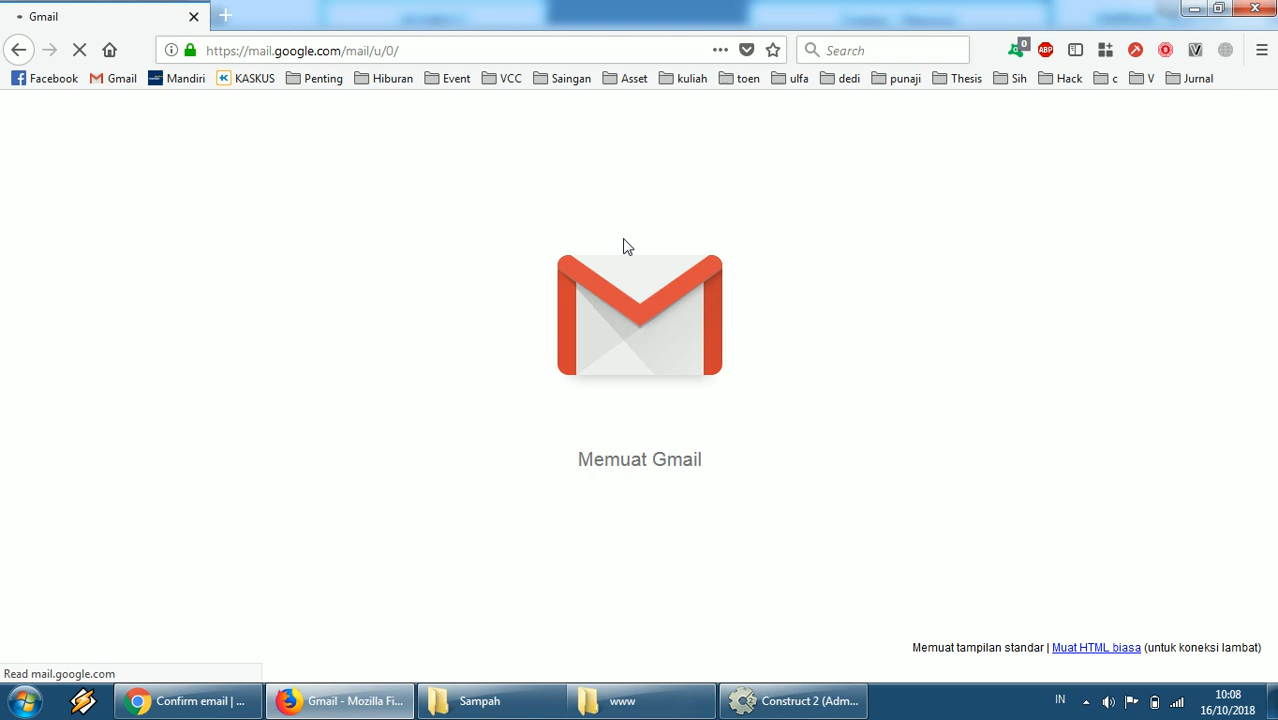 Gmail
https://mail.google.com/mail/u/0/
Search
0
ABP
Facebook Gmail Mandiri KASKUS Penting Hiburan Event VCC Saingan Asset kuliah toen ulfa dedi punaji Thesis Sih Hack c V Jurnal
Memuat Gmail
Memuat tampilan standar | Muat HTML biasa (untuk koneksi lambat)
Read mail.google.com
Confirm email | ... Gmail - Mozilla Fi... Sampah www Construct 2 (Adm... IN 10:08
16/10/2018